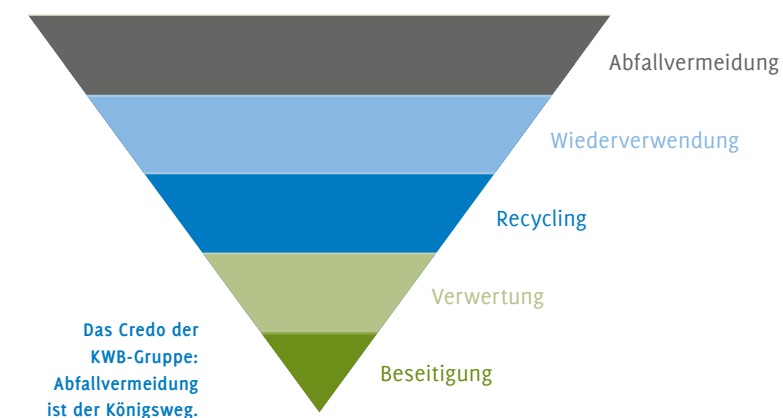 Abfallvermeidung
Wiederverwendung
Recycling
Verwertung
Beseitigung
Das Credo der
KWB-Gruppe:
Abfallvermeidung
ist der Königsweg.